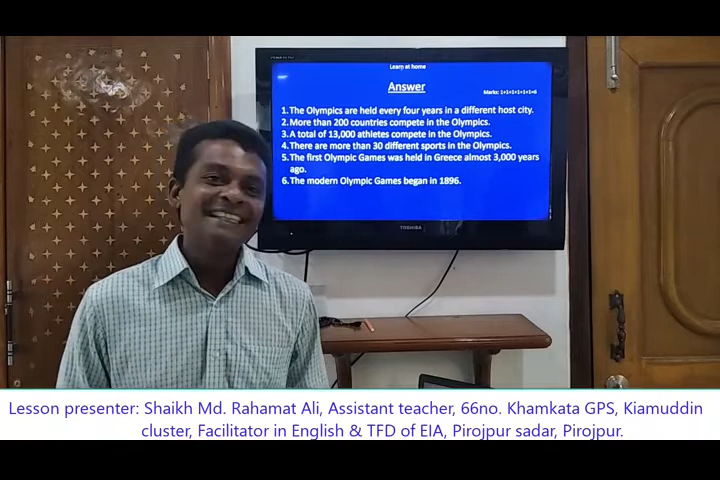 Learn at home
Answer
Marks: 1+1+1+1+1+1=6
1. The Olympics are held every four years in a different host city.
2. More than 200 countries compete in the Olympics.
3. A total of 13,000 athletes compete in the Olympics.
4. There are more than 30 different sports in the Olympics.
5. The first Olympic Games was held in Greece almost 3,000 years
ago.
6. The modern Olympic Games began in 1896.
TOSHIBA
Lesson presenter: Shaikh Md. Rahamat Ali, Assistant teacher, 66no. Khamkata GPS, Kiamuddin
cluster, Facilitator in English & TFD of EIA, Pirojpur sadar, Pirojpur.